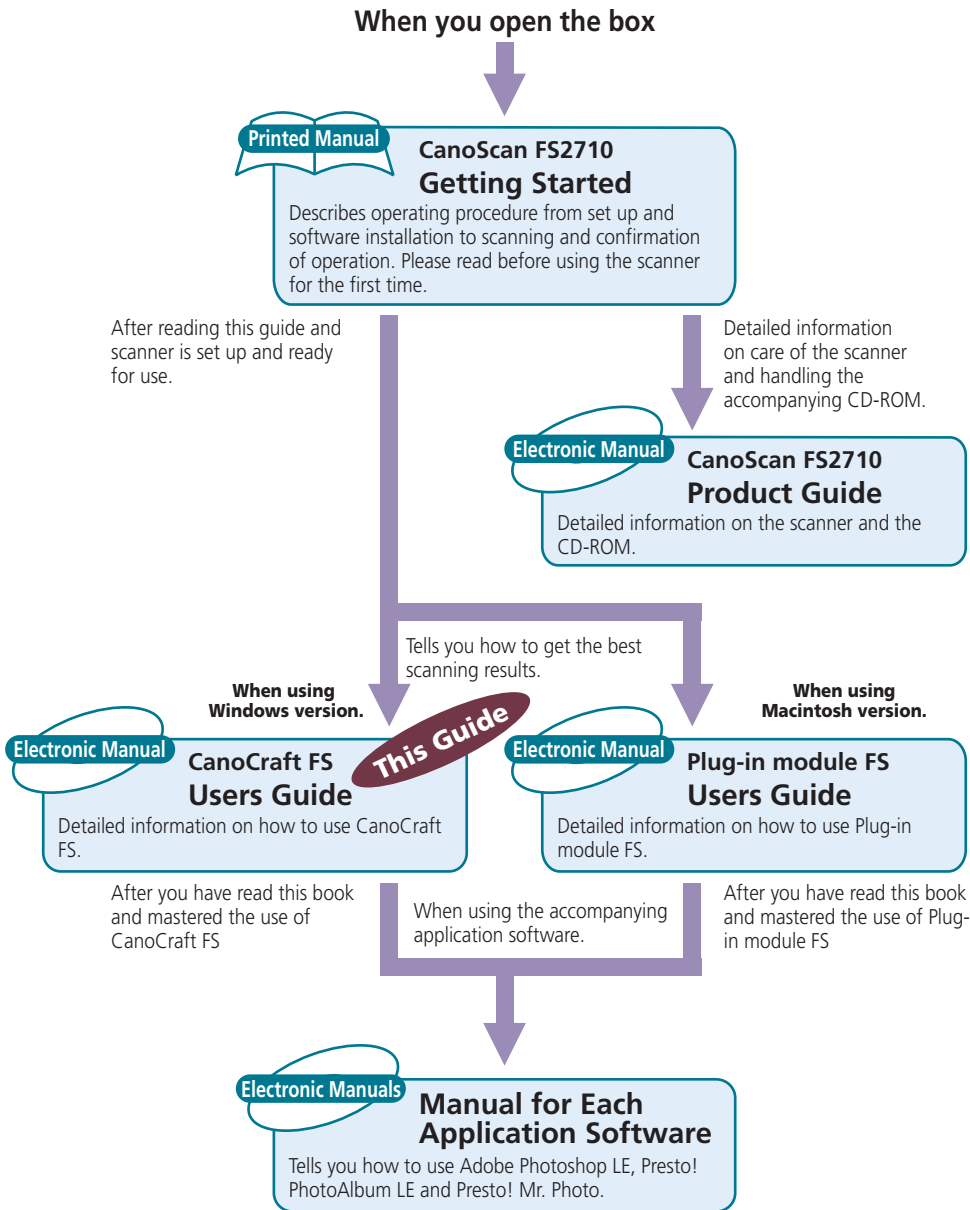 When you open the box
Printed Manual
CanoScan FS2710
Getting Started
Describes operating procedure from set up and
software installation to scanning and confirmation
of operation. Please read before using the scanner
for the first time.
After reading this guide and
scanner is set up and ready
for use.
Detailed information
on care of the scanner
and handling the
accompanying CD-ROM.
Electronic Manual
CanoScan FS2710
Product Guide
Detailed information on the scanner and the
CD-ROM.
Tells you how to get the best
scanning results.
When using
Windows version.
Electronic Manual
This Guide
CanoCraft FS
Users Guide
Detailed information on how to use CanoCraft
FS.
When using
Macintosh version.
Electronic Manual
Plug-in module FS
Users Guide
Detailed information on how to use Plug-in
module FS.
After you have read this book
and mastered the use of
CanoCraft FS
When using the accompanying
application software.
After you have read this book
and mastered the use of Plug-
in module FS
Electronic Manuals
Manual for Each
Application Software
Tells you how to use Adobe Photoshop LE, Presto!
PhotoAlbum LE and Presto! Mr. Photo.